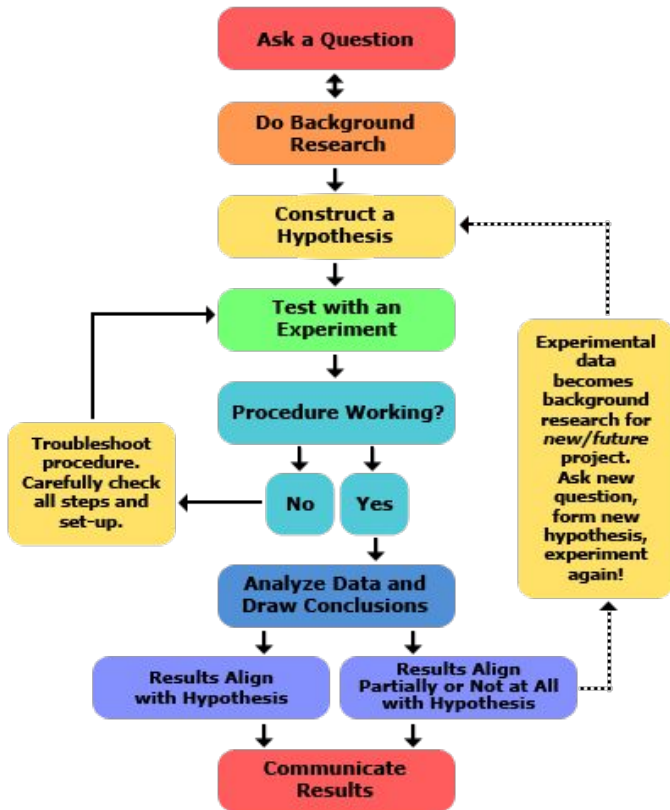 Ask a Question
Do Background
Research
Construct a
Hypothesis
Test with an
Experiment
Procedure Working?
No
Yes
Troubleshoot
procedure.
Carefully check
all steps and
set-up.
Analyze Data and
Draw Conclusions
Results Align
with Hypothesis
Results Align
Partially or Not at All
with Hypothesis
Experimental
data
becomes
background
research for
new/future
project.
Ask new
question,
form new
hypothesis,
experiment
again!
Communicate
Results